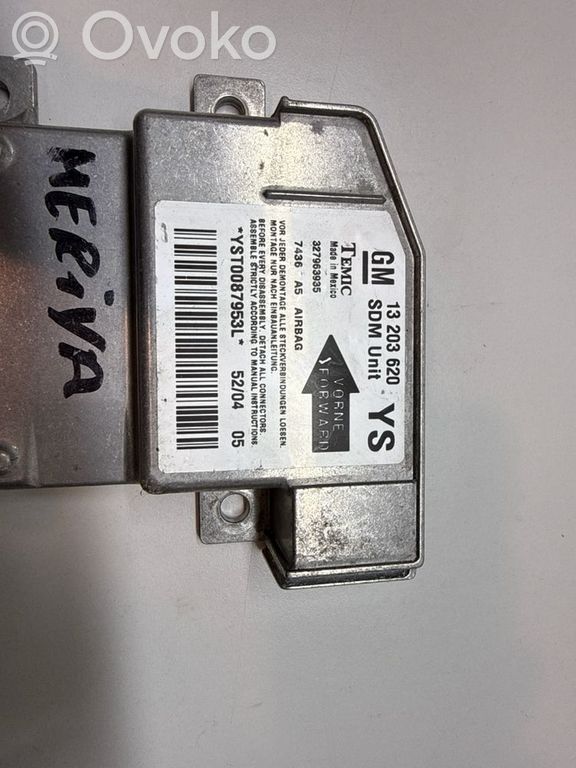 Ovoko
MERiVA
GM 13 203 620 YS
SDM Unit
TEMIC
Made in Mexico
327963935
7436 A5 AIRBAG
VORNE
FORWARD
VOR JEDER DEMONTAGE ALLE STECKVERBINDUNGEN LOESEN.
MONTAGE NUR NACH EINBAUANLEITUNG.
BEFORE EVERY DISASSEMBLY, DETACH ALL CONNECTORS.
ASSEMBLE STRICTLY ACCORDING TO MANUAL INSTRUCTIONS.
*YS10087953L* 52/04 05